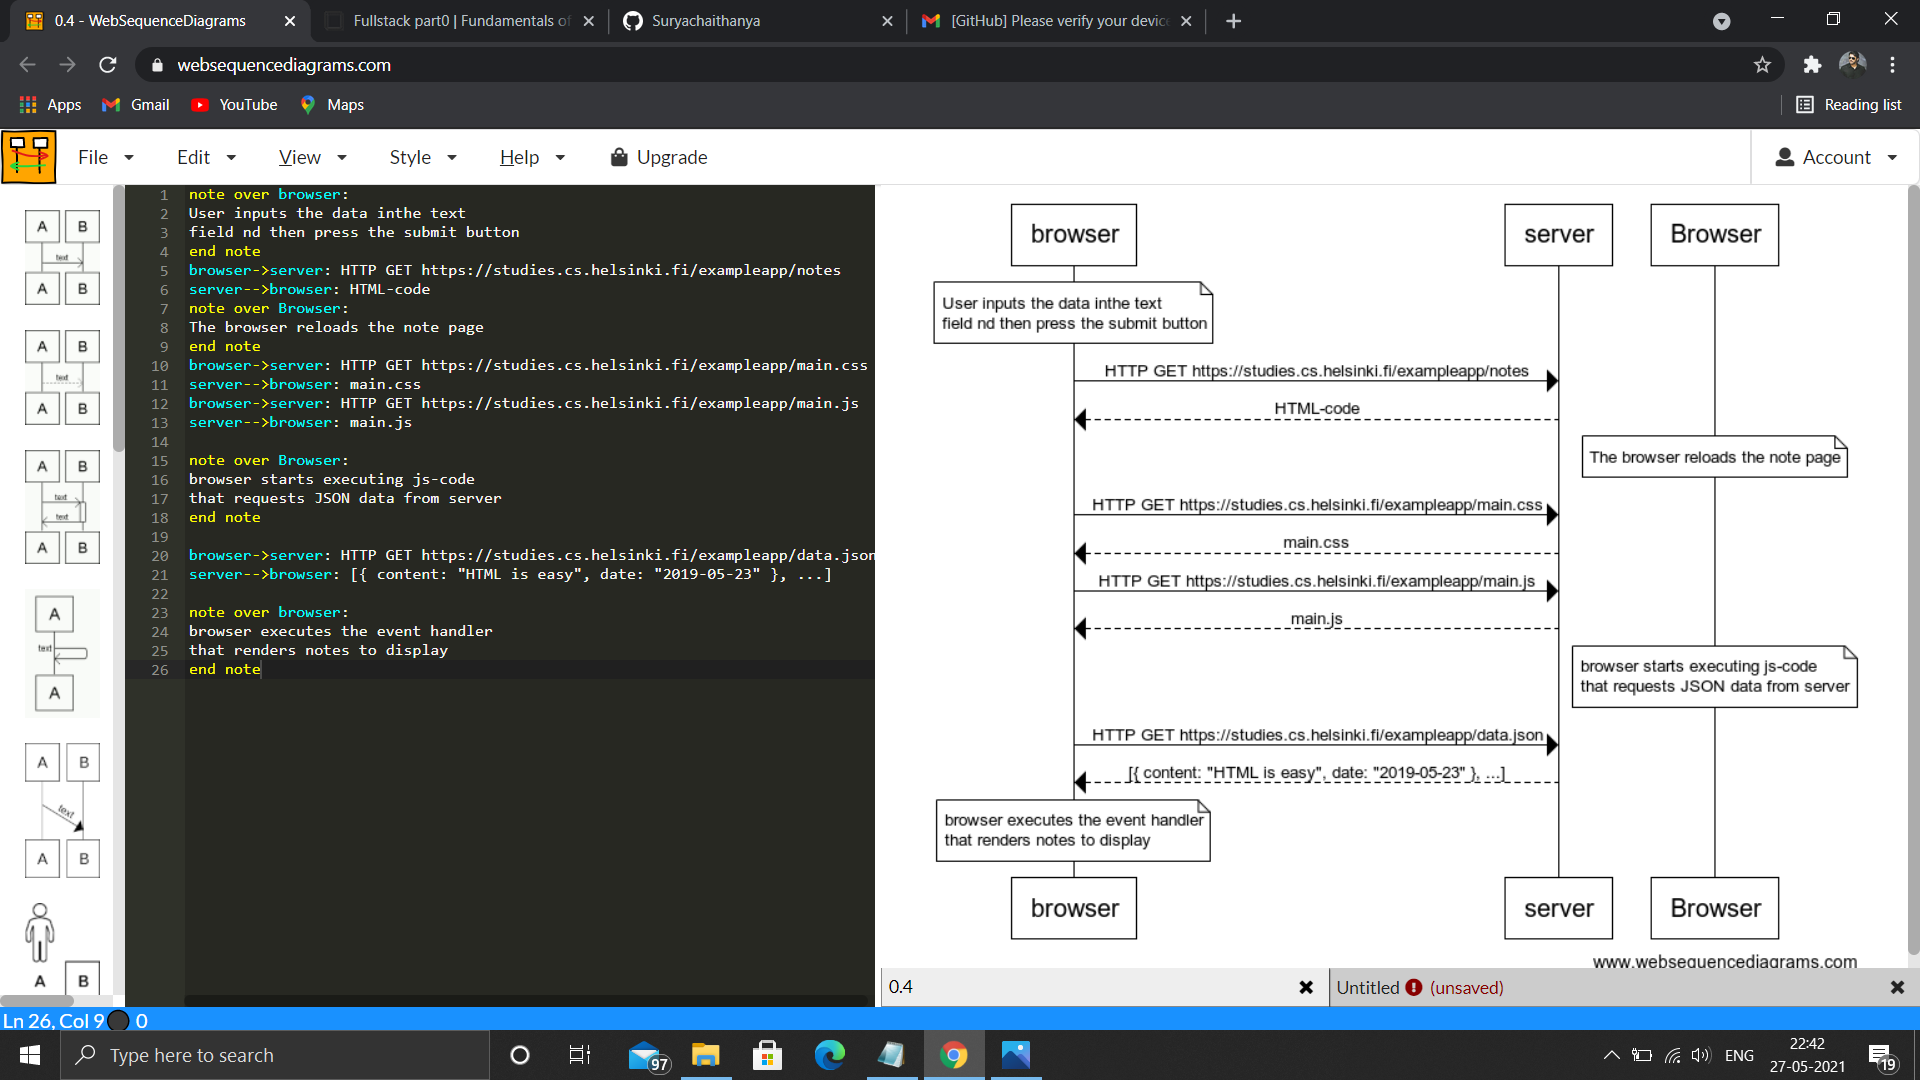 0.4 - WebSequenceDiagrams
Fullstack part0 | Fundamentals of
Suryachaithanya
[GitHub] Please verify your device
websequencediagrams.com
Apps
Gmail
YouTube
Maps
Reading list
File
Edit
View
Style
Help
Upgrade
Account
A B
text
A B
A B
text
A B
A B
text
text
A B
A
text
A
A B
text
A B
A B
1 note over browser:
2 User inputs the data inthe text
3 field nd then press the submit button
4 end note
5 browser->server: HTTP GET https://studies.cs.helsinki.fi/exampleapp/notes
6 server-->browser: HTML-code
7 note over Browser:
8 The browser reloads the note page
9 end note
10 browser->server: HTTP GET https://studies.cs.helsinki.fi/exampleapp/main.css
11 server-->browser: main.css
12 browser->server: HTTP GET https://studies.cs.helsinki.fi/exampleapp/main.js
13 server-->browser: main.js
14
15 note over Browser:
16 browser starts executing js-code
17 that requests JSON data from server
18 end note
19
20 browser->server: HTTP GET https://studies.cs.helsinki.fi/exampleapp/data.json
21 server-->browser: [{ content: "HTML is easy", date: "2019-05-23" }, ...]
22
23 note over browser:
24 browser executes the event handler
25 that renders notes to display
26 end note
browser
server
Browser
User inputs the data inthe text
field nd then press the submit button
HTTP GET https://studies.cs.helsinki.fi/exampleapp/notes
HTML-code
The browser reloads the note page
HTTP GET https://studies.cs.helsinki.fi/exampleapp/main.css
main.css
HTTP GET https://studies.cs.helsinki.fi/exampleapp/main.js
main.js
browser starts executing js-code
that requests JSON data from server
HTTP GET https://studies.cs.helsinki.fi/exampleapp/data.json
[{ content: "HTML is easy", date: "2019-05-23" }, ...]
browser executes the event handler
that renders notes to display
browser
server
Browser
www.websequencediagrams.com
0.4
Untitled (unsaved)
Ln 26, Col 9 0
Type here to search
97
ENG
22:42
27-05-2021
19